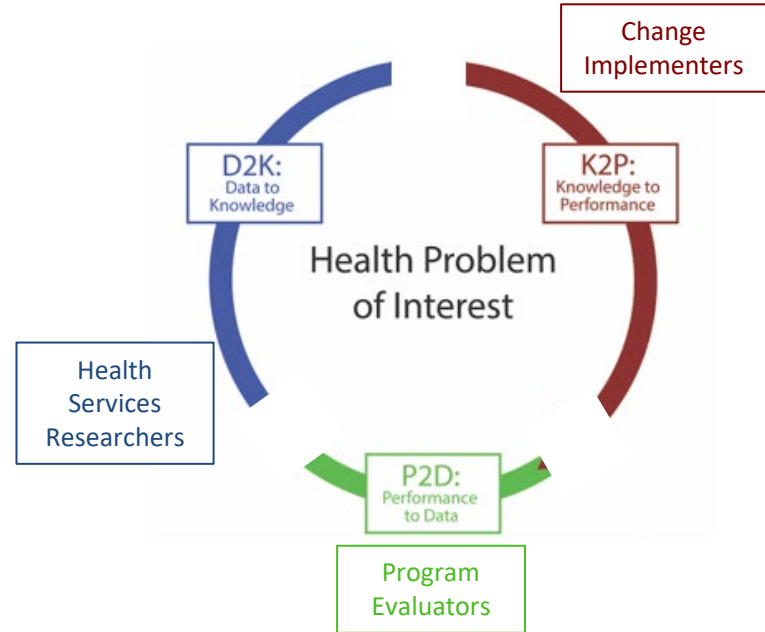 Change
Implementers
D2K:
Data to
Knowledge
K2P:
Knowledge to
Performance
Health Problem
of Interest
Health
Services
Researchers
P2D:
Performance
to Data
Program
Evaluators